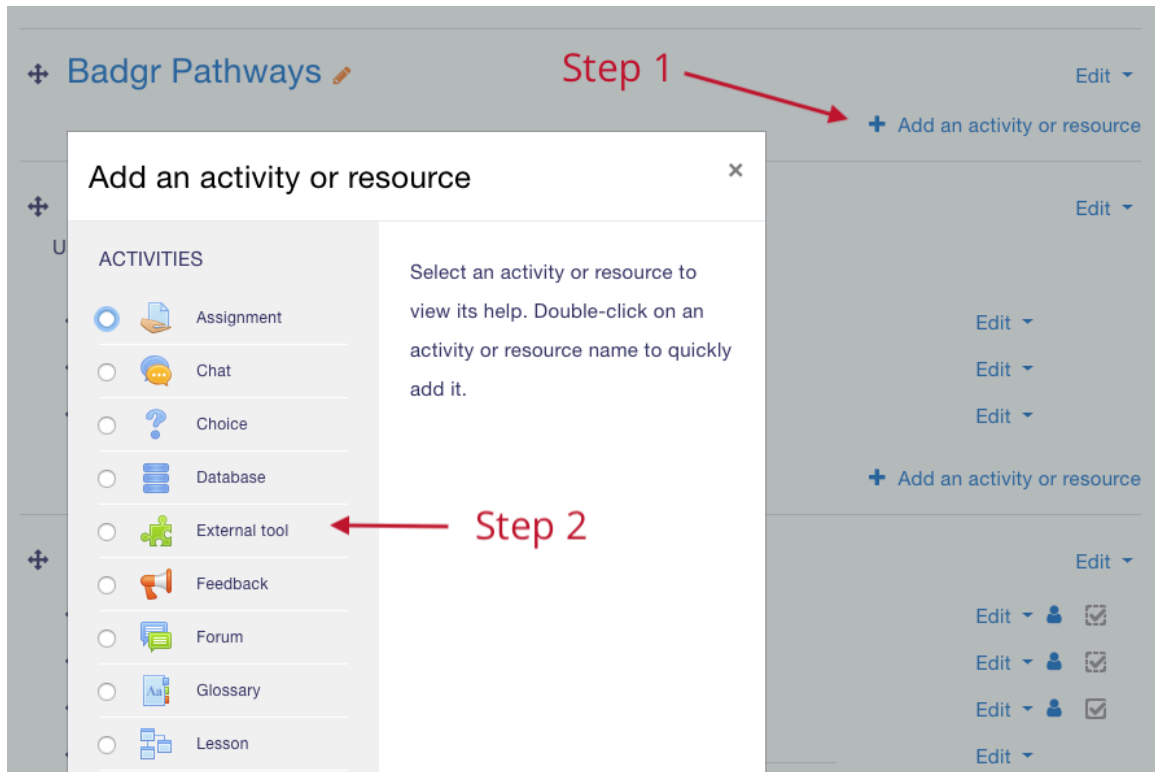 Badgr Pathways
Step 1
Edit
+ Add an activity or resource
Add an activity or resource
×
Edit
U
ACTIVITIES
Select an activity or resource to
view its help. Double-click on an
activity or resource name to quickly
add it.
Assignment
Edit
Chat
Edit
Choice
Edit
Database
+ Add an activity or resource
External tool
Step 2
Edit
Feedback
Edit
Forum
Edit
Glossary
Aa
Edit
Lesson
Edit